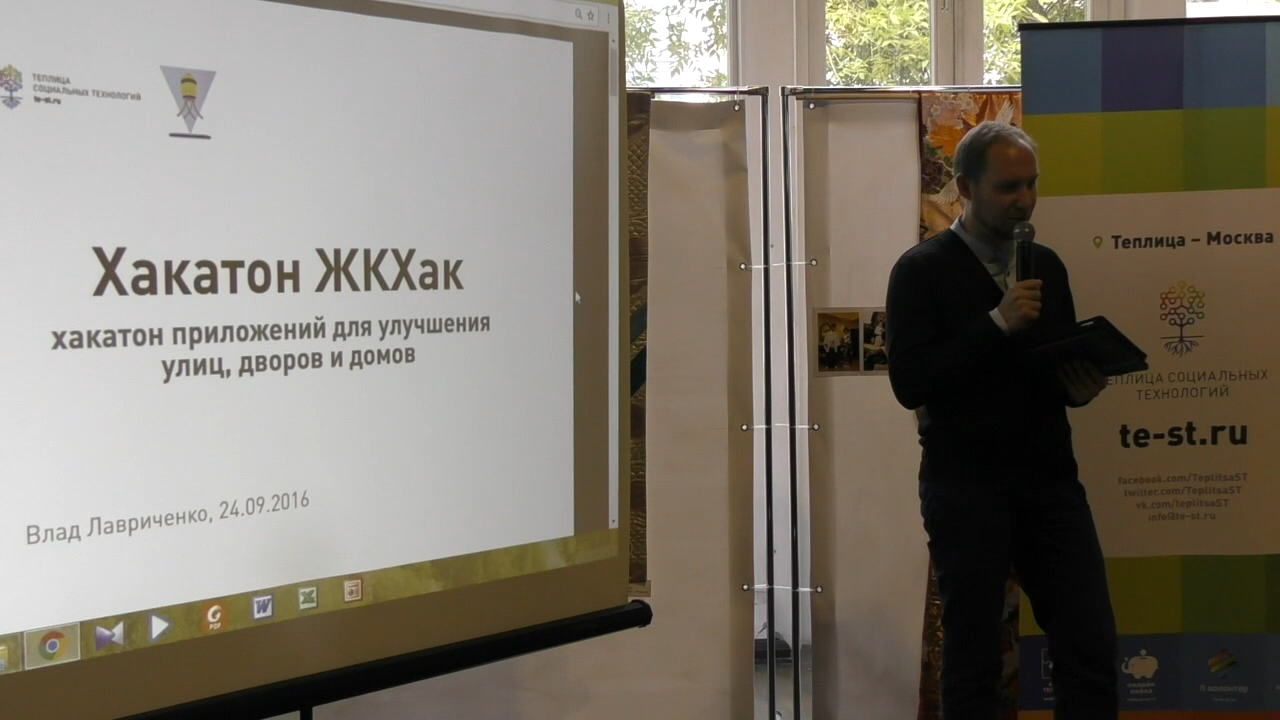 ТЕПЛИЦА
СОЦИАЛЬНЫХ ТЕХНОЛОГИЙ
te-st.ru
Хакатон ЖКХак
хакатон приложений для улучшения
улиц, дворов и домов
Влад Лавриченко, 24.09.2016
PDF
W
X
Теплица – Москва
ТЕПЛИЦА СОЦИАЛЬНЫХ
ТЕХНОЛОГИЙ
te-st.ru
facebook.com/TeplitsaST
twitter.com/TeplitsaST
vk.com/teplitsaST
info@te-st.ru